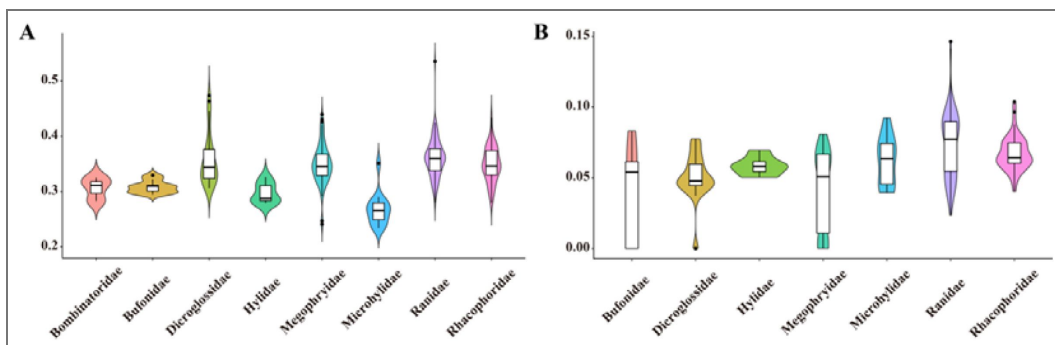 A
0.5
0.4
0.3
0.2
Bombinatoridae
Bufonidae
Dicroglossidae
Hylidae
Megophryidae
Microhylidae
Ranidae
Rhacophoridae
B
0.15
0.10
0.05
0.00
Bufonidae
Dicroglossidae
Hylidae
Megophryidae
Microhylidae
Ranidae
Rhacophoridae